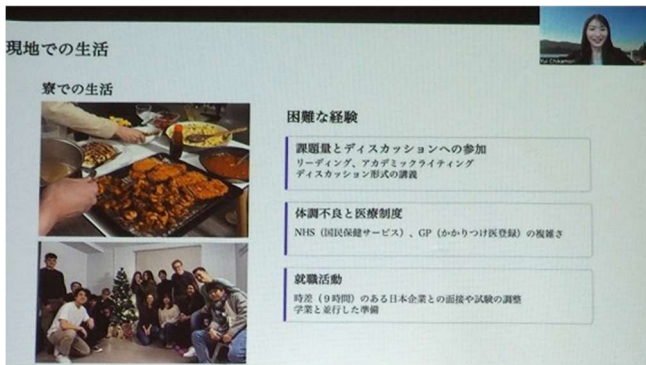 現地での生活
寮での生活
困難な経験
課題量とディスカッションへの参加
リーディング、アカデミックライティング
ディスカッション形式の講義
体調不良と医療制度
NHS（国民保健サービス）、GP（かかりつけ医登録）の複雑さ
就職活動
時差（９時間）のある日本企業との面接や試験の調整
学業と並行した準備
Yui Chikamori